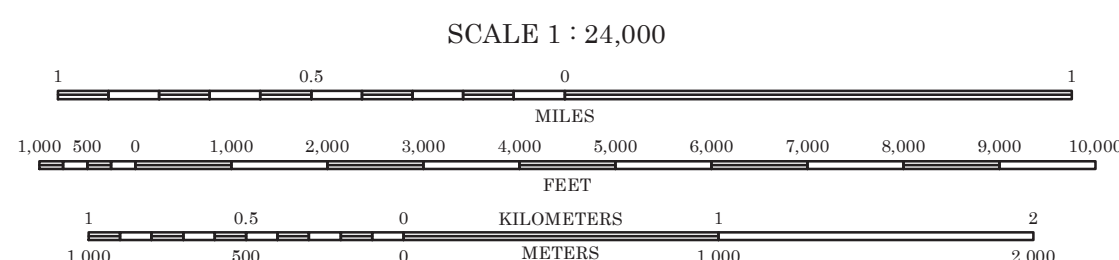 SCALE 1 : 24,000
1 0.5 0 1
MILES
1,000 500 0 1,000 2,000 3,000 4,000 5,000 6,000 7,000 8,000 9,000 10,000
FEET
1 0.5 0 KILOMETERS 1 2
1,000 500 0 METERS 1,000 2,000